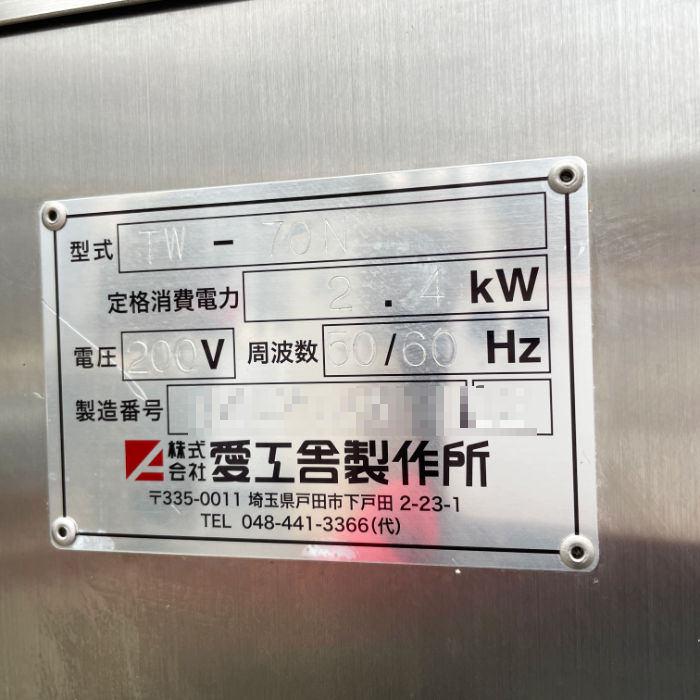 型式 TW-70N
定格消費電力 2.4 kW
電圧 200V 周波数 50/60 Hz
製造番号
株式会社 愛工舎製作所
〒335-0011 埼玉県戸田市下戸田 2-23-1
TEL 048-441-3366(代)